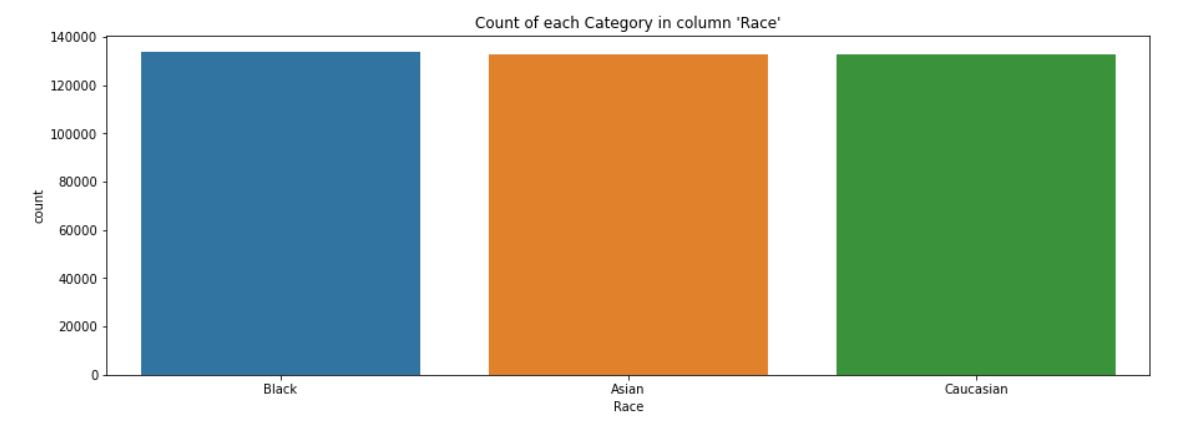 Count of each Category in column 'Race'
140000
120000
100000
80000
60000
40000
20000
0
count
Black
Asian
Caucasian
Race